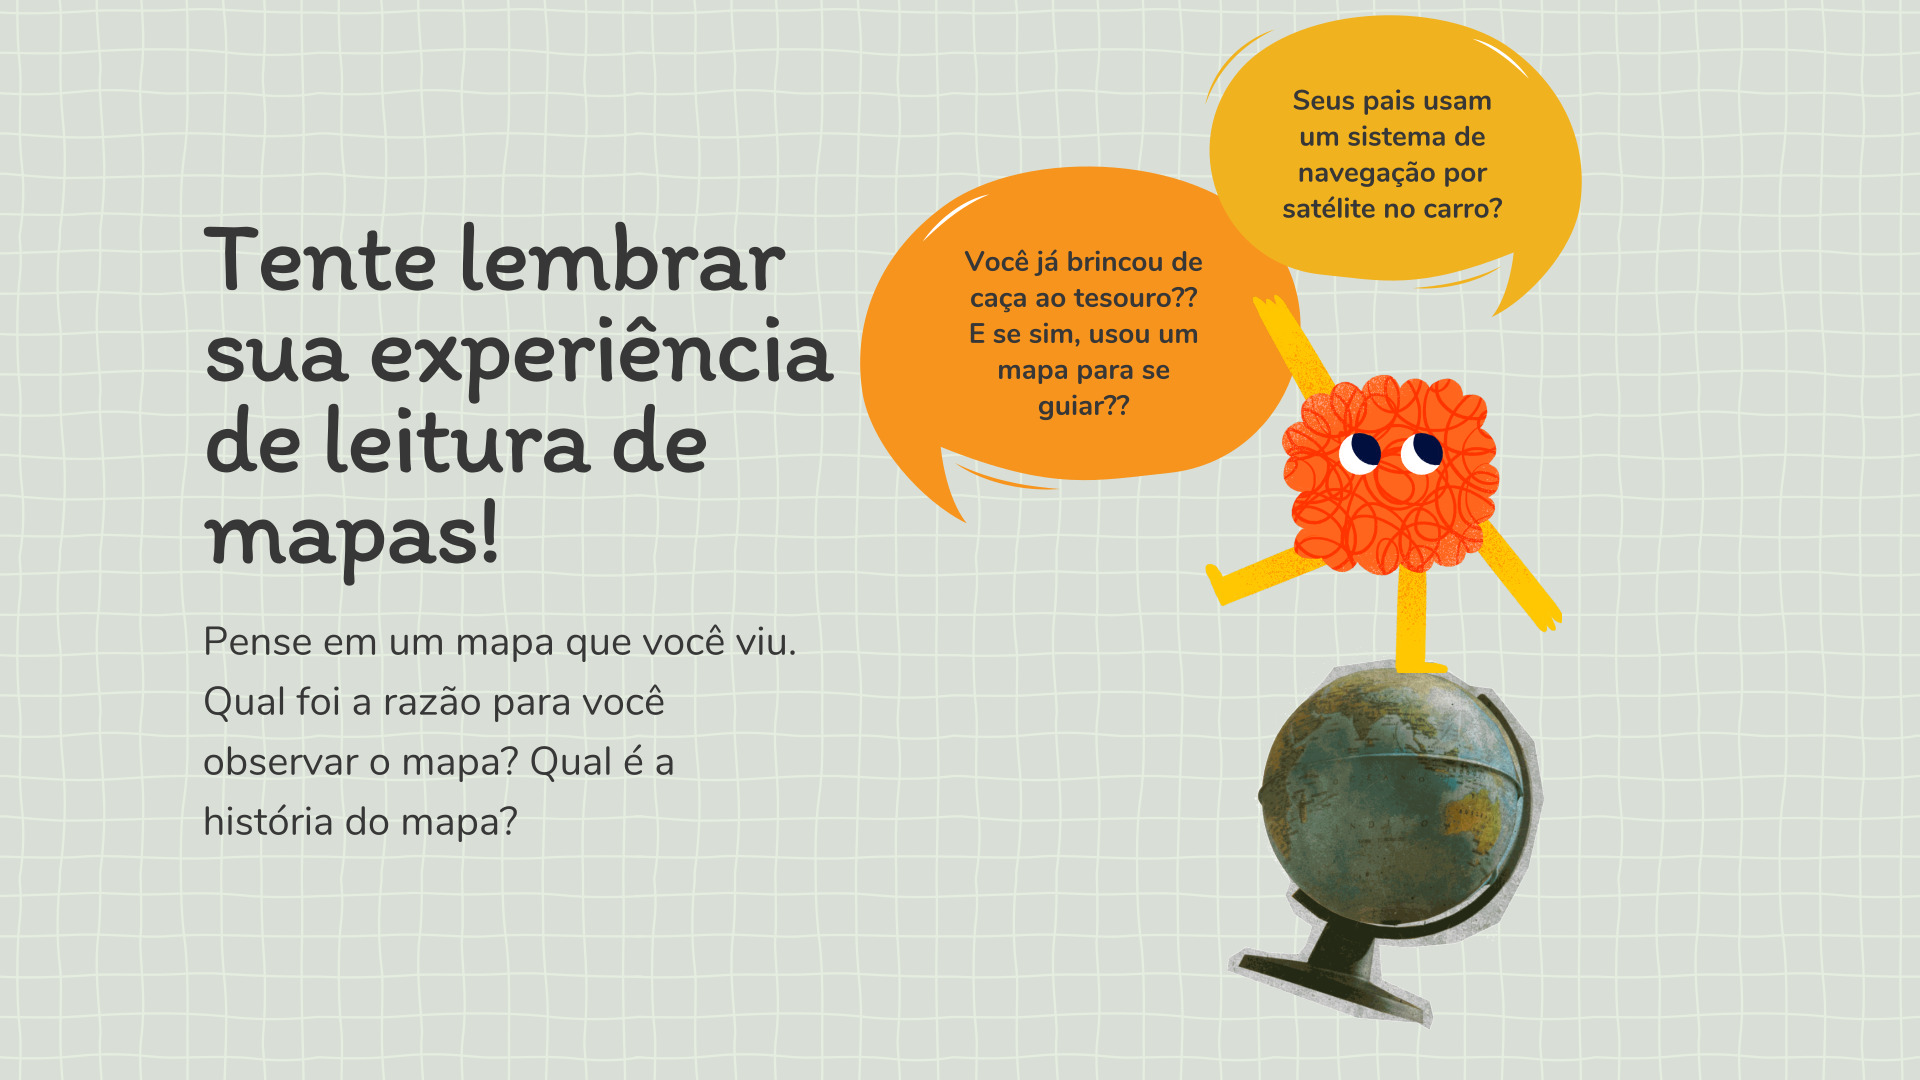 Tente lembrar
sua experiência
de leitura de
mapas!
Pense em um mapa que você viu.
Qual foi a razão para você
observar o mapa? Qual é a
história do mapa?
Você já brincou de
caça ao tesouro??
E se sim, usou um
mapa para se
guiar??
Seus pais usam
um sistema de
navegação por
satélite no carro?